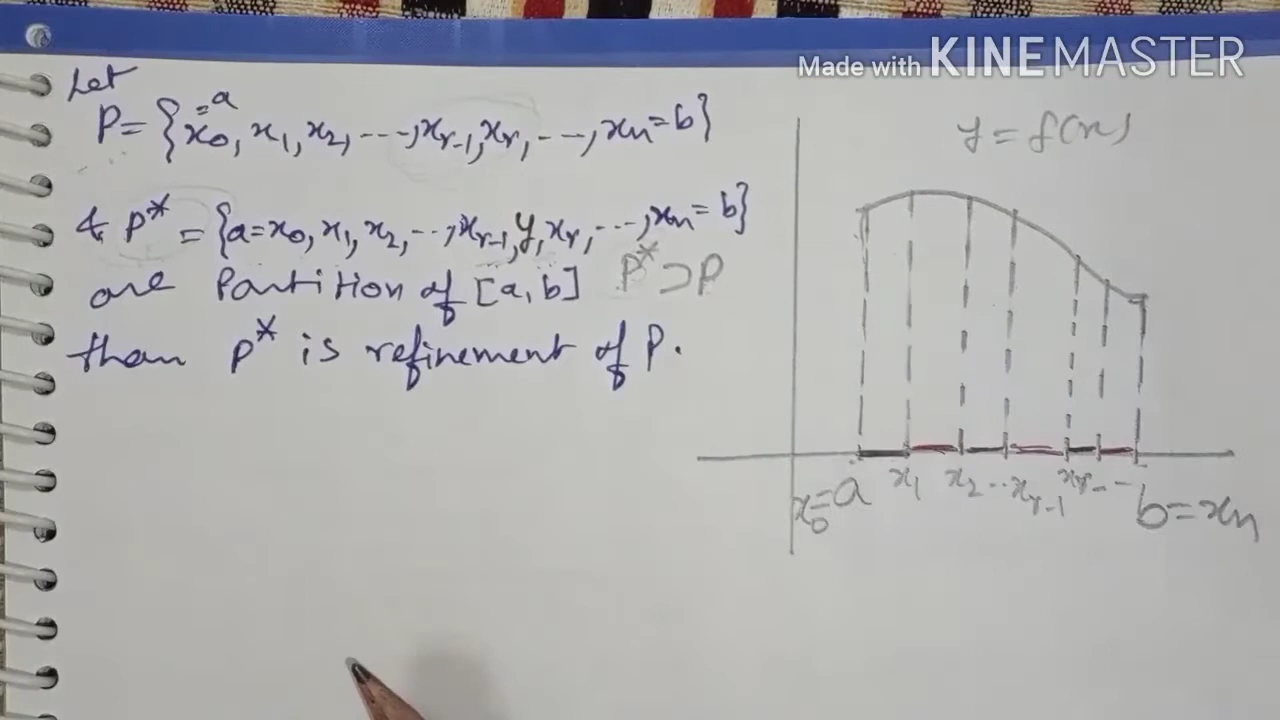 Made with KINEMASTER
Let
P = {x₀ = a, x₁, x₂, ----, xᵣ₋₁, xᵣ, ---, xₙ = b}
& P* = {a = x₀, x₁, x₂, --, xᵣ₋₁, y, xᵣ, ---, xₙ = b}
are Partition of [a, b] P* ⊃ P
than P* is refinement of P.
y = f(x)
x₀ = a x₁ x₂ -- xᵣ₋₁ xᵣ -- b = xₙ